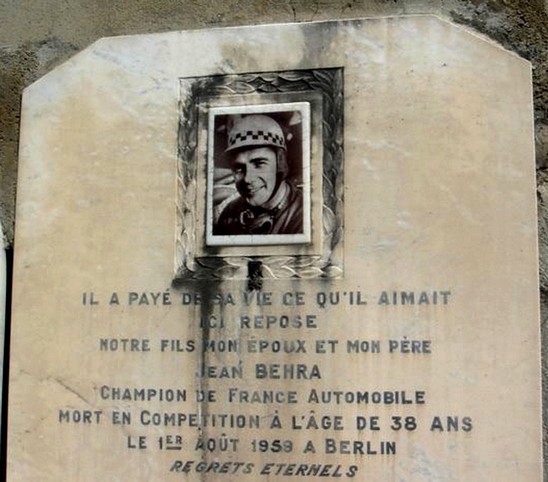 IL A PAYÉ DE SA VIE CE QU'IL AIMAIT
ICI REPOSE
NOTRE FILS MON ÉPOUX ET MON PÈRE
JEAN BEHRA
CHAMPION DE FRANCE AUTOMOBILE
MORT EN COMPETITION À L'ÂGE DE 38 ANS
LE 1ER AOÛT 1959 A BERLIN
REGRETS ETERNELS